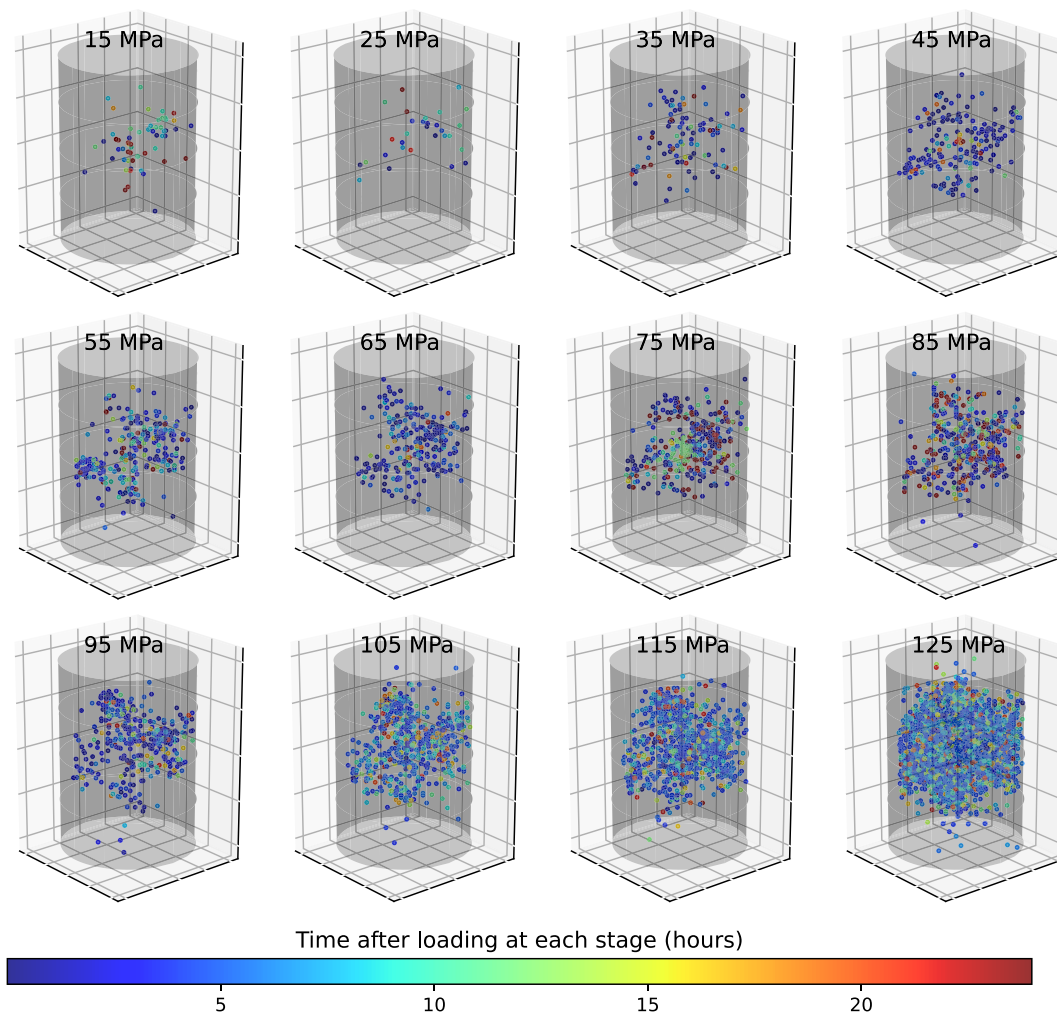 15 MPa
25 MPa
35 MPa
45 MPa
55 MPa
65 MPa
75 MPa
85 MPa
95 MPa
105 MPa
115 MPa
125 MPa
Time after loading at each stage (hours)
5
10
15
20